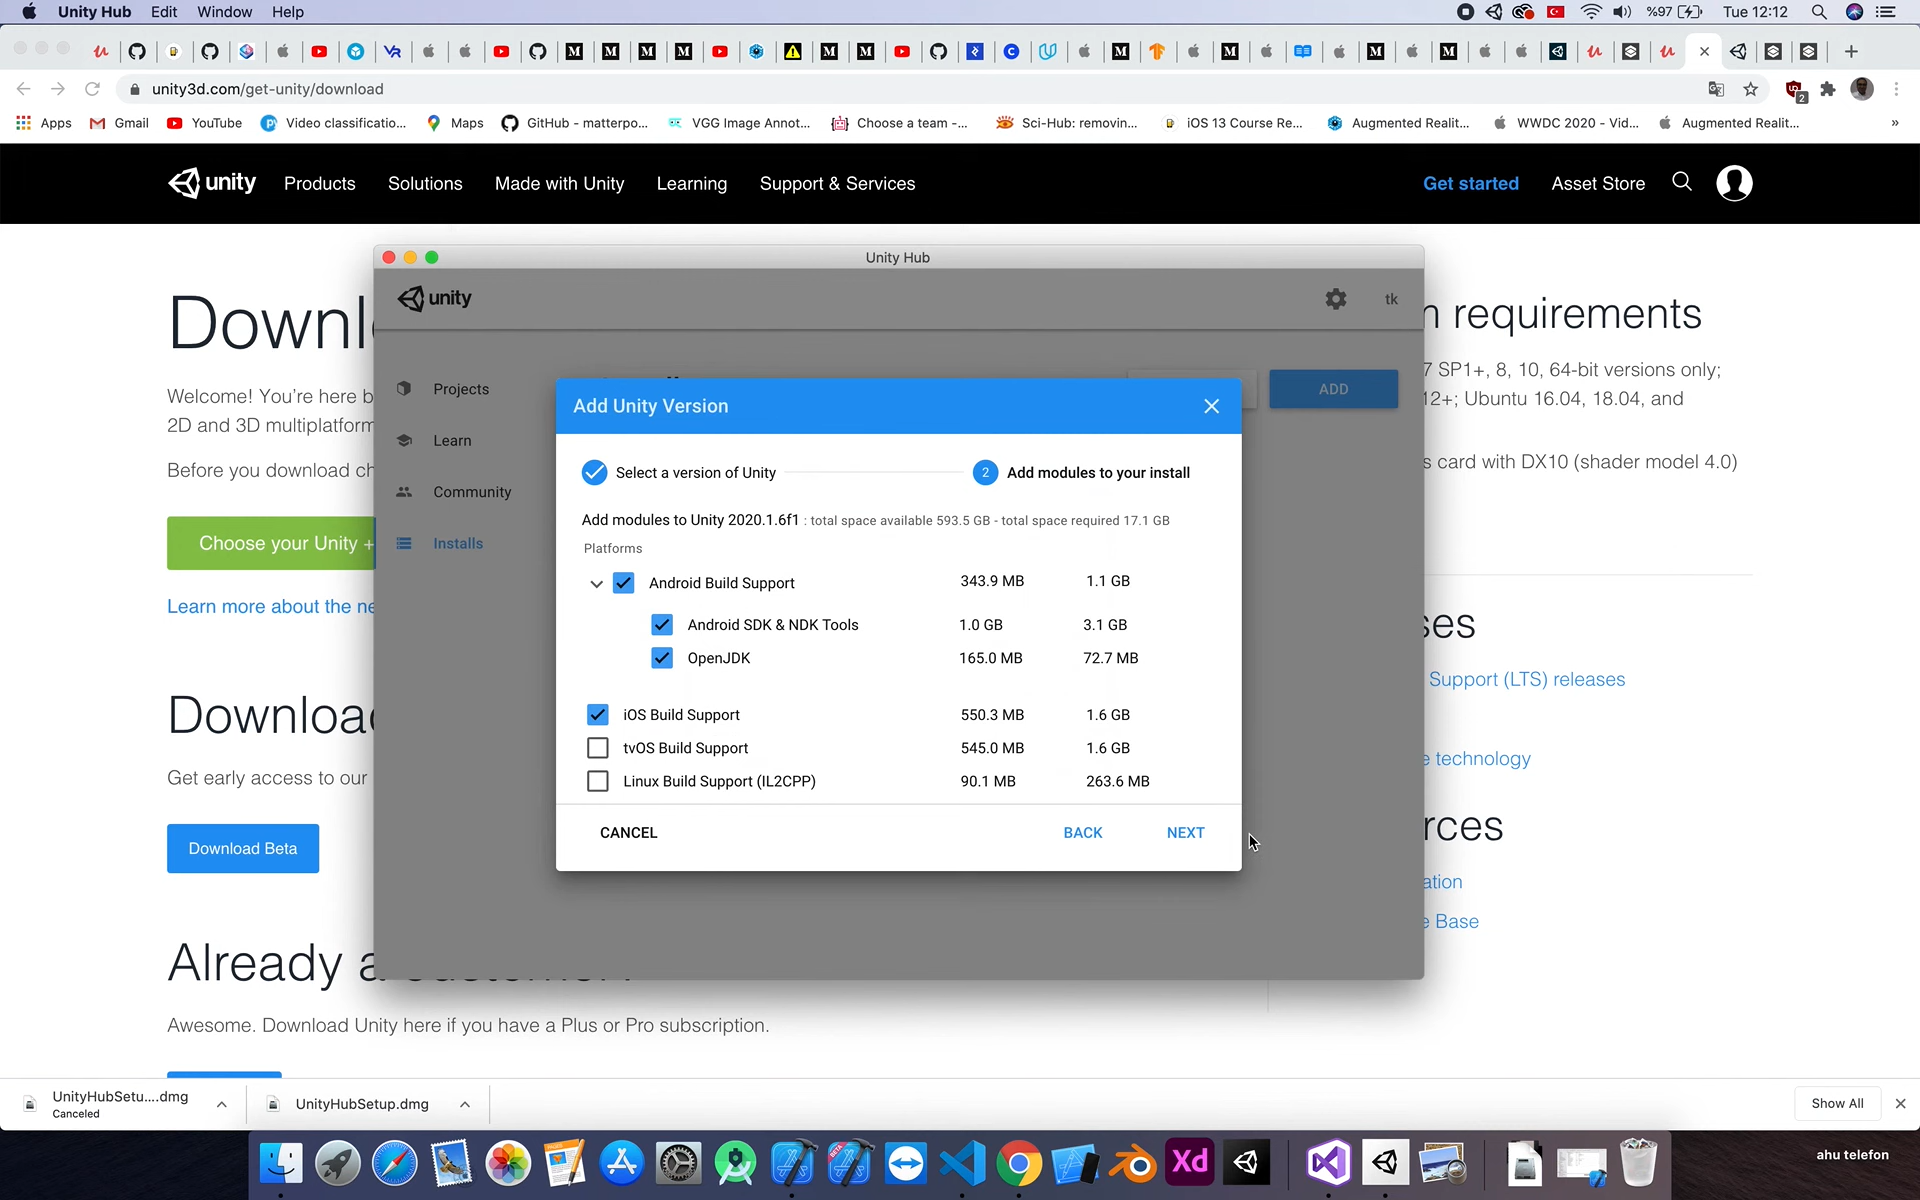 Unity Hub Edit Window Help
%97 Tue 12:12
unity3d.com/get-unity/download
2
Apps Gmail YouTube Video classificatio... Maps GitHub - matterpo... VGG Image Annot... Choose a team -... Sci-Hub: removin... iOS 13 Course Re... Augmented Realit... WWDC 2020 - Vid... Augmented Realit... »
unity Products Solutions Made with Unity Learning Support & Services Get started Asset Store
Unity Hub
unity
tk
Downl
requirements
7 SP1+, 8, 10, 64-bit versions only;
12+; Ubuntu 16.04, 18.04, and
Welcome! You're here b
2D and 3D multiplatform
Before you download ch
s card with DX10 (shader model 4.0)
Projects
Learn
Community
Installs
ADD
Choose your Unity +
Learn more about the ne
Add Unity Version
Select a version of Unity
2 Add modules to your install
Add modules to Unity 2020.1.6f1 : total space available 593.5 GB - total space required 17.1 GB
Platforms
Android Build Support 343.9 MB 1.1 GB
Android SDK & NDK Tools 1.0 GB 3.1 GB
OpenJDK 165.0 MB 72.7 MB
iOS Build Support 550.3 MB 1.6 GB
tvOS Build Support 545.0 MB 1.6 GB
Linux Build Support (IL2CPP) 90.1 MB 263.6 MB
CANCEL BACK NEXT
ses
Support (LTS) releases
e technology
rces
ation
e Base
Downloa
Get early access to our
Download Beta
Already a
Awesome. Download Unity here if you have a Plus or Pro subscription.
UnityHubSetu....dmg
Canceled
UnityHubSetup.dmg
Show All
Xd
ahu telefon